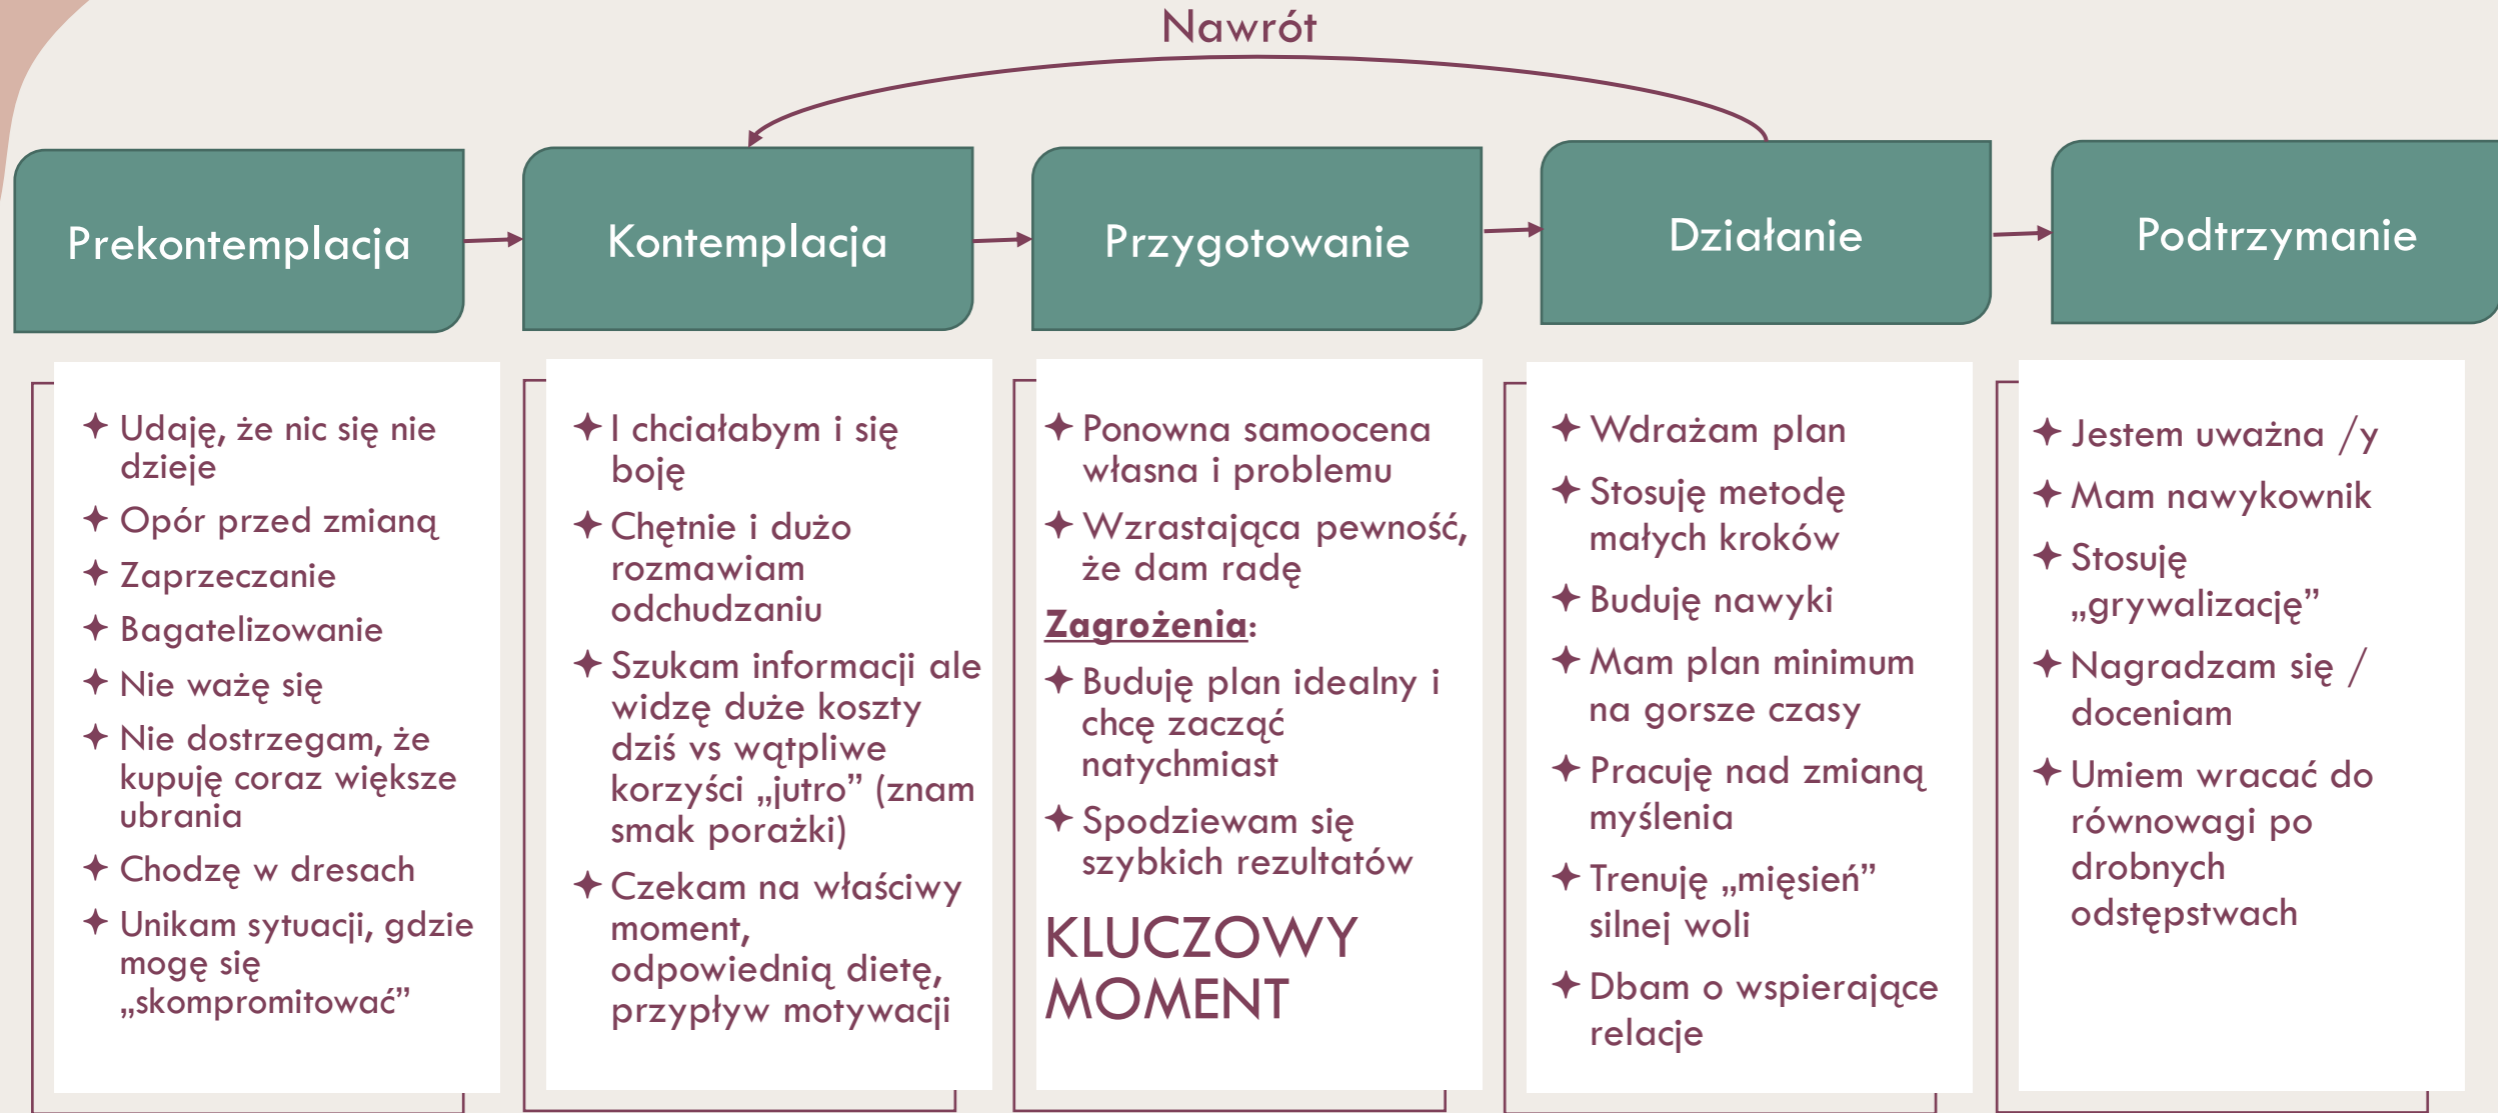 Nawrót
Prekontemplacja
Kontemplacja
Przygotowanie
Działanie
Podtrzymanie
Udaję, że nic się nie
dzieje
Opór przed zmianą
Zaprzeczanie
Bagatelizowanie
Nie ważę się
Nie dostrzegam, że
kupuję coraz większe
ubrania
Chodzę w dresach
Unikam sytuacji, gdzie
mogę się
„skompromitować”
I chciałabym i się
boję
Chętnie i dużo
rozmawiam
odchudzaniu
Szukam informacji ale
widzę duże koszty
dziś vs wątpliwe
korzyści „jutro” (znam
smak porażki)
Czekam na właściwy
moment,
odpowiednią dietę,
przypływ motywacji
Ponowna samoocena
własna i problemu
Wzrastająca pewność,
że dam radę
Zagrożenia:
Buduję plan idealny i
chcę zacząć
natychmiast
Spodziewam się
szybkich rezultatów
KLUCZOWY
MOMENT
Wdrażam plan
Stosuję metodę
małych kroków
Buduję nawyki
Mam plan minimum
na gorsze czasy
Pracuję nad zmianą
myślenia
Trenuję „mięsień”
silnej woli
Dbam o wspierające
relacje
Jestem uważna /y
Mam nawykownik
Stosuję
„grywalizację”
Nagradzam się /
doceniam
Umiem wracać do
równowagi po
drobnych
odstępstwach